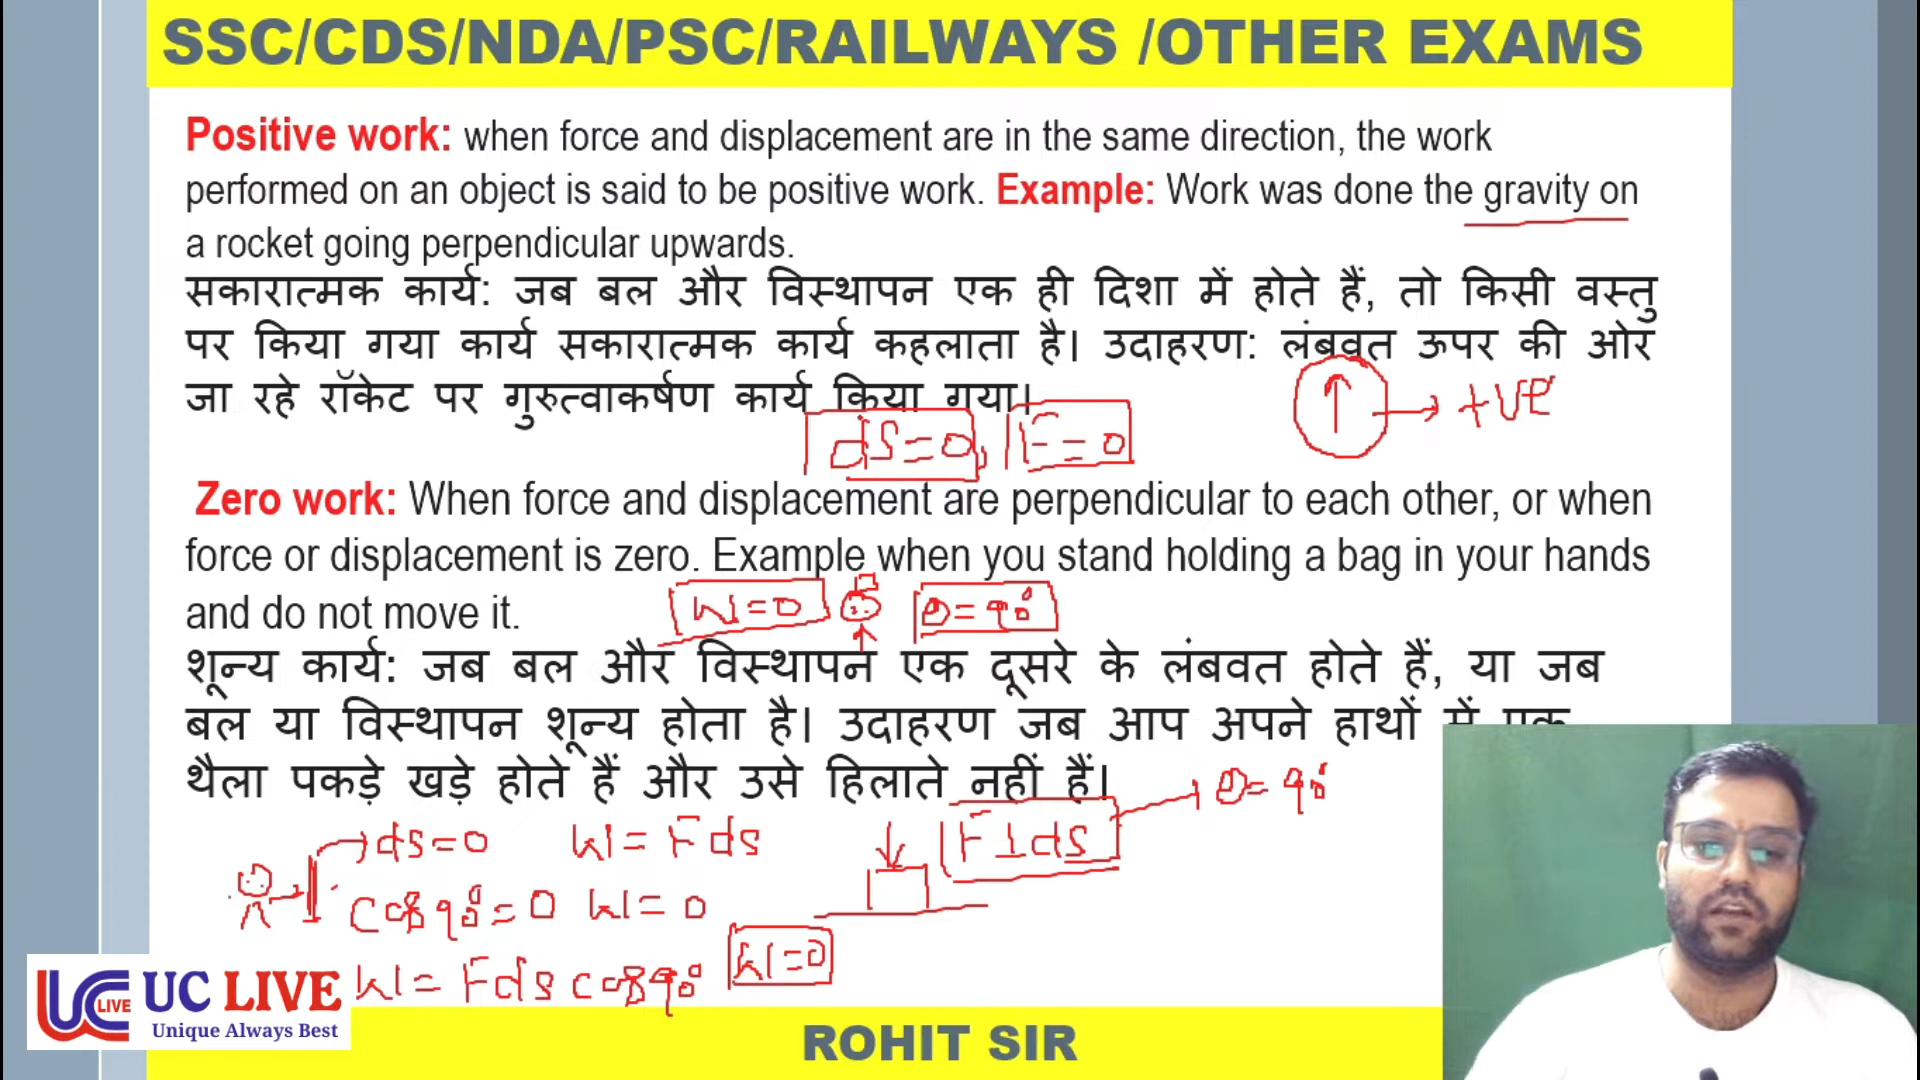 SSC/CDS/NDA/PSC/RAILWAYS /OTHER EXAMS
Positive work: when force and displacement are in the same direction, the work
performed on an object is said to be positive work. Example: Work was done the gravity on
a rocket going perpendicular upwards.
सकारात्मक कार्य: जब बल और विस्थापन एक ही दिशा में होते हैं, तो किसी वस्तु
पर किया गया कार्य सकारात्मक कार्य कहलाता है। उदाहरण: लंबवत ऊपर की ओर
जा रहे रॉकेट पर गुरुत्वाकर्षण कार्य किया गया।
→ +ve
ds=0, F=0
Zero work: When force and displacement are perpendicular to each other, or when
force or displacement is zero. Example when you stand holding a bag in your hands
and do not move it.
W=0 θ=90°
शून्य कार्य: जब बल और विस्थापन एक दूसरे के लंबवत होते हैं, या जब
बल या विस्थापन शून्य होता है। उदाहरण जब आप अपने हाथों में एक
थैला पकड़े खड़े होते हैं और उसे हिलाते नहीं हैं।
ds=0 W=Fds F⊥ds → θ=90°
cos90°=0 W=0
W=Fds cos90° W=0
UC LIVE
LIVE
Unique Always Best
ROHIT SIR